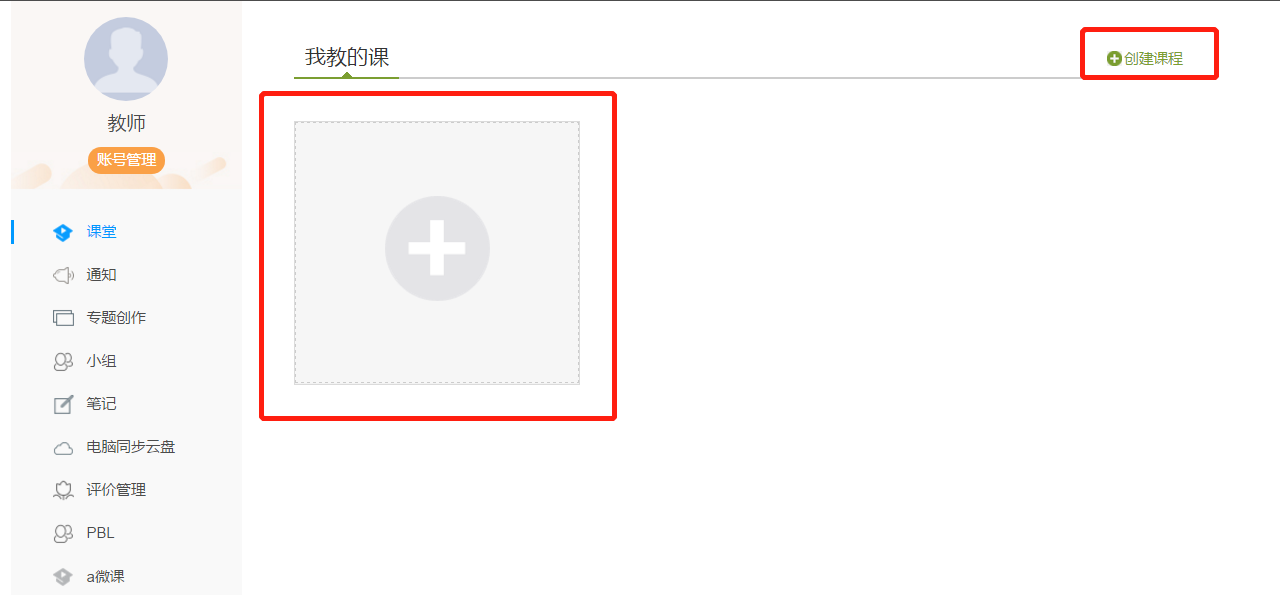 教师
账号管理
课堂
通知
专题创作
小组
笔记
电脑同步云盘
评价管理
PBL
a微课
我教的课
创建课程